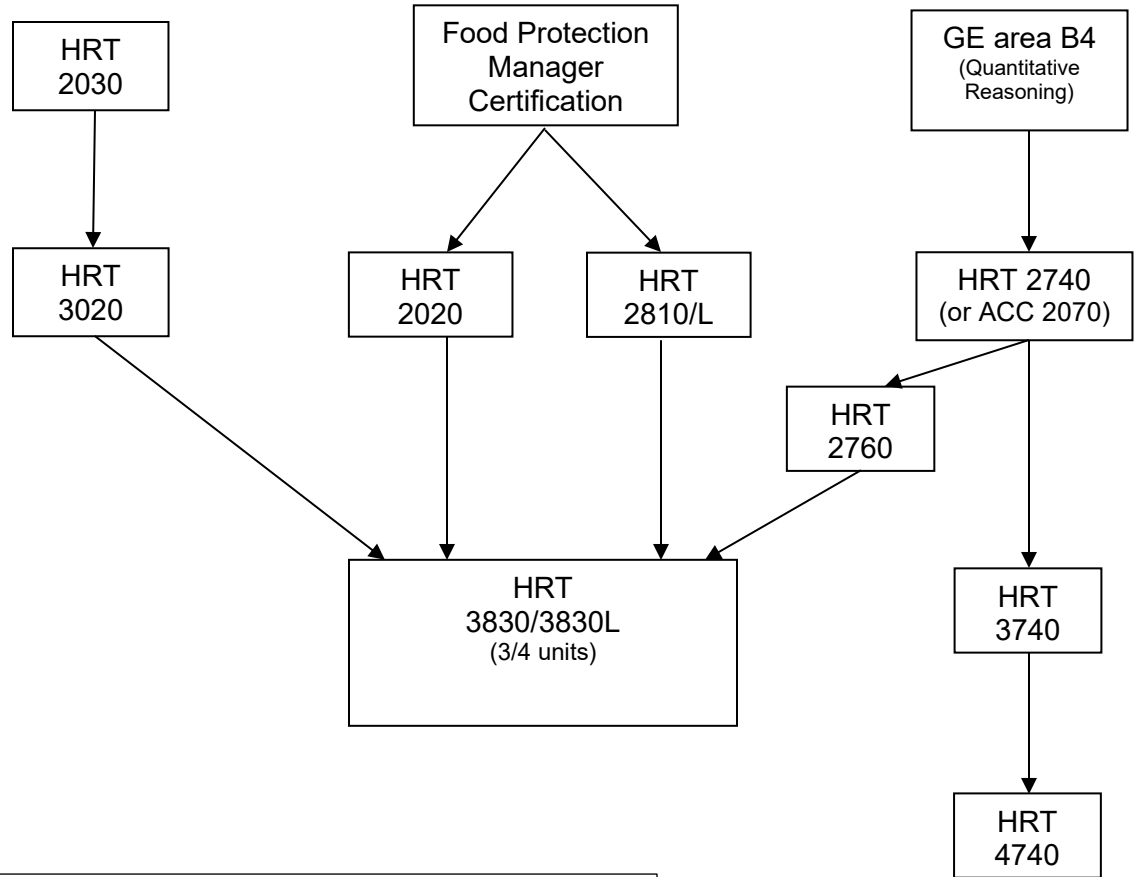 HRT
2030
Food Protection
Manager
Certification
GE area B4
(Quantitative
Reasoning)
HRT
3020
HRT
2020
HRT
2810/L
HRT 2740
(or ACC 2070)
HRT
2760
HRT
3830/3830L
(3/4 units)
HRT
3740
HRT
4740